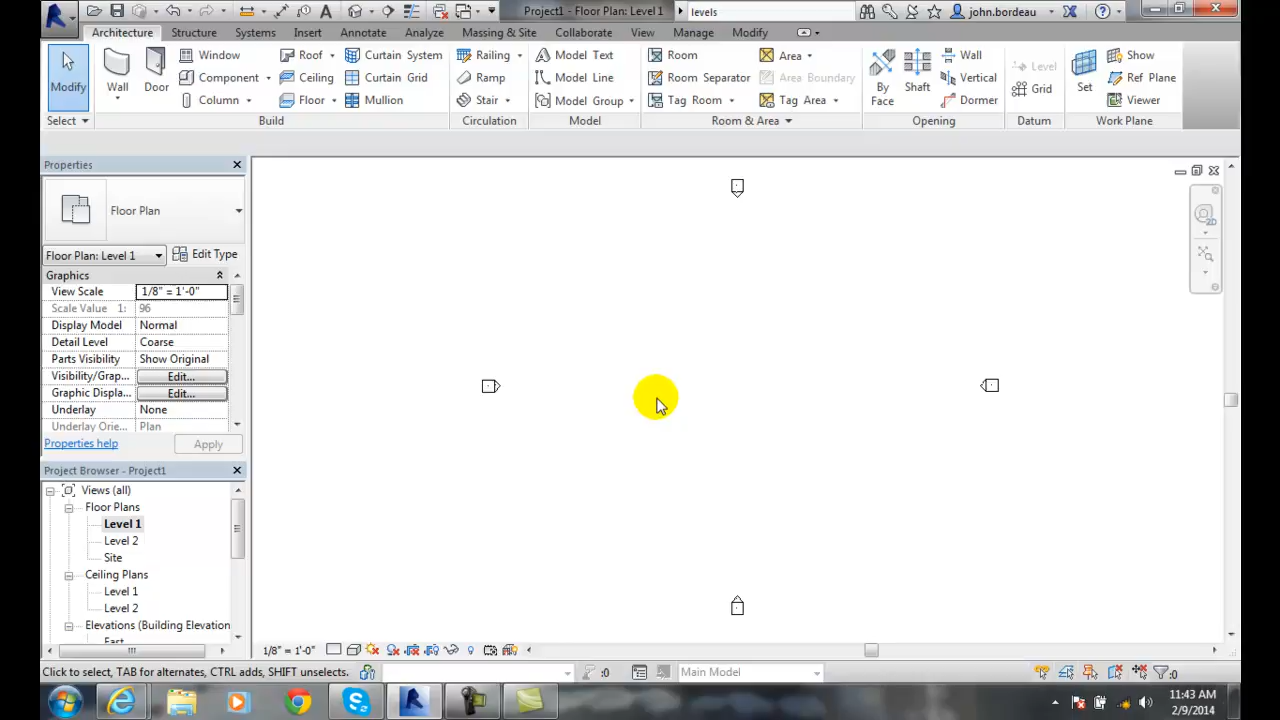 Project1 - Floor Plan: Level 1
levels
john.bordeau
Architecture Structure Systems Insert Annotate Analyze Massing & Site Collaborate View Manage Modify
Modify
Select
Wall
Door
Window
Component
Column
Roof
Ceiling
Floor
Curtain System
Curtain Grid
Mullion
Build
Railing
Ramp
Stair
Circulation
Model Text
Model Line
Model Group
Model
Room
Room Separator
Tag Room
Area
Area Boundary
Tag Area
Room & Area
By
Face
Shaft
Wall
Vertical
Dormer
Opening
Level
Grid
Datum
Set
Show
Ref Plane
Viewer
Work Plane
Properties
Floor Plan
Floor Plan: Level 1
Edit Type
Graphics
View Scale 1/8" = 1'-0"
Scale Value 1: 96
Display Model Normal
Detail Level Coarse
Parts Visibility Show Original
Visibility/Grap... Edit...
Graphic Displa... Edit...
Underlay None
Underlay Orie... Plan
Properties help
Apply
Project Browser - Project1
Views (all)
Floor Plans
Level 1
Level 2
Site
Ceiling Plans
Level 1
Level 2
Elevations (Building Elevation
East
2D
1/8" = 1'-0"
Click to select, TAB for alternates, CTRL adds, SHIFT unselects.
:0
Main Model
:0
11:43 AM
2/9/2014